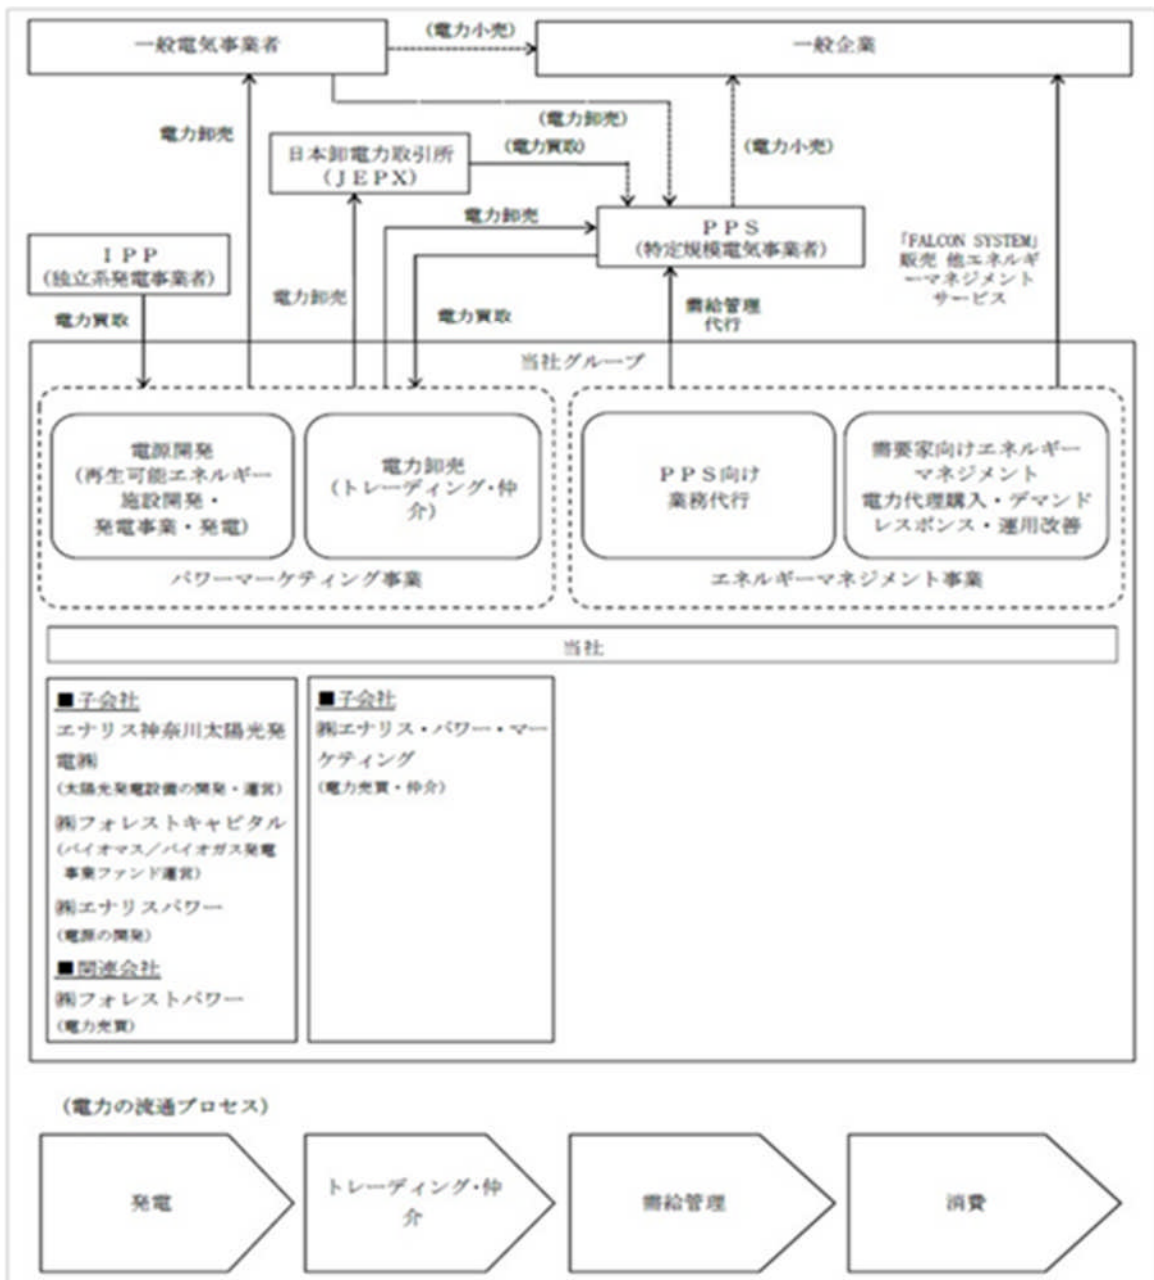 一般電気事業者
(電力小売)
一般企業
電力卸売
(電力卸売)
日本卸電力取引所
(JEPX)
(電力買取)
(電力小売)
電力卸売
PPS
(特定規模電気事業者)
IPP
(独立系発電事業者)
「FALCON SYSTEM」
販売 他エネルギ
ーマネジメント
サービス
電力卸売
電力買取
電力買取
需給管理
代行
当社グループ
電源開発
(再生可能エネルギー
施設開発・
発電事業・発電)
電力卸売
(トレーディング・仲
介)
PPS向け
業務代行
需要家向けエネルギー
マネジメント
電力代理購入・デマンド
レスポンス・運用改善
パワーマーケティング事業
エネルギーマネジメント事業
当社
■子会社
エナリス神奈川太陽光発
電㈱
(太陽光発電設備の開発・運営)
㈱フォレストキャピタル
(バイオマス/バイオガス発電
事業ファンド運営)
㈱エナリスパワー
(電源の開発)
■関連会社
㈱フォレストパワー
(電力売買)
■子会社
㈱エナリス・パワー・マー
ケティング
(電力売買・仲介)
(電力の流通プロセス)
発電
トレーディング・仲
介
需給管理
消費